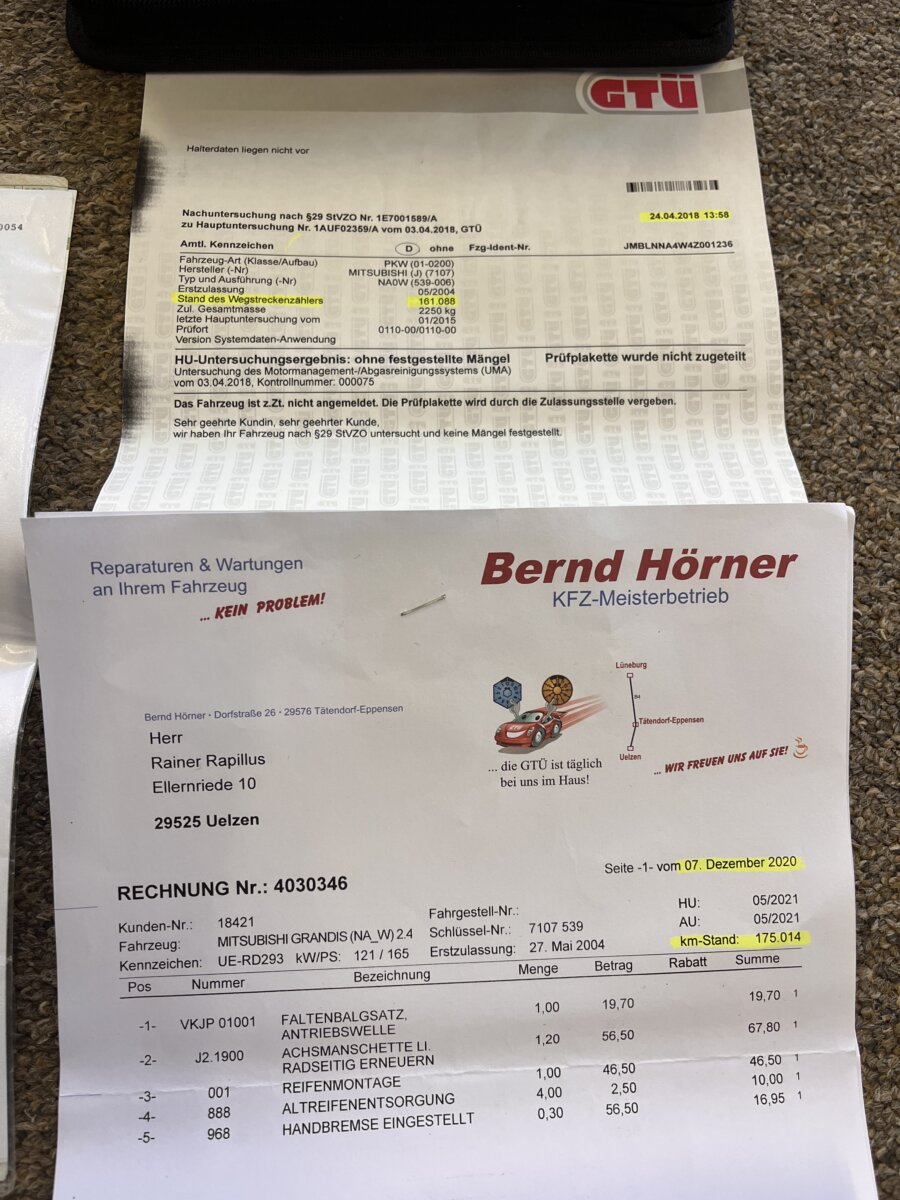 0054
GTÜ
Halterdaten liegen nicht vor
Nachuntersuchung nach §29 StVZO Nr. 1E7001589/A
zu Hauptuntersuchung Nr. 1AUF02359/A vom 03.04.2018, GTÜ
24.04.2018 13:58
Amtl. Kennzeichen D ohne Fzg-Ident-Nr. JMBLNNA4W4Z001236
Fahrzeug-Art (Klasse/Aufbau) PKW (01-0200)
Hersteller (-Nr) MITSUBISHI (J) (7107)
Typ und Ausführung (-Nr) NA0W (539-006)
Erstzulassung 05/2004
Stand des Wegstreckenzählers 161.088
Zul. Gesamtmasse 2250 kg
letzte Hauptuntersuchung vom 01/2015
Prüfort 0110-00/0110-00
Version Systemdaten-Anwendung
HU-Untersuchungsergebnis: ohne festgestellte Mängel Prüfplakette wurde nicht zugeteilt
Untersuchung des Motormanagement-/Abgasreinigungssystems (UMA)
vom 03.04.2018, Kontrollnummer: 000075
Das Fahrzeug ist z.Zt. nicht angemeldet. Die Prüfplakette wird durch die Zulassungsstelle vergeben.
Sehr geehrte Kundin, sehr geehrter Kunde,
wir haben Ihr Fahrzeug nach §29 StVZO untersucht und keine Mängel festgestellt.
Reparaturen & Wartungen
an Ihrem Fahrzeug
... KEIN PROBLEM!
Bernd Hörner
KFZ-Meisterbetrieb
Lüneburg
B4
Tätendorf-Eppensen
Uelzen
GTÜ
... die GTÜ ist täglich
bei uns im Haus!
... WIR FREUEN UNS AUF SIE!
Bernd Hörner · Dorfstraße 26 · 29576 Tätendorf-Eppensen
Herr
Rainer Rapillus
Ellernriede 10
29525 Uelzen
Seite -1- vom 07. Dezember 2020
RECHNUNG Nr.: 4030346
Kunden-Nr.: 18421 Fahrgestell-Nr.: HU: 05/2021
Fahrzeug: MITSUBISHI GRANDIS (NA_W) 2.4 Schlüssel-Nr.: 7107 539 AU: 05/2021
Kennzeichen: UE-RD293 kW/PS: 121 / 165 Erstzulassung: 27. Mai 2004 km-Stand: 175.014
Pos Nummer Bezeichnung Menge Betrag Rabatt Summe
-1- VKJP 01001 FALTENBALGSATZ, 1,00 19,70 19,70 1
ANTRIEBSWELLE
-2- J2.1900 ACHSMANSCHETTE LI. 1,20 56,50 67,80 1
RADSEITIG ERNEUERN
-3- 001 REIFENMONTAGE 1,00 46,50 46,50 1
-4- 888 ALTREIFENENTSORGUNG 4,00 2,50 10,00 1
-5- 968 HANDBREMSE EINGESTELLT 0,30 56,50 16,95 1